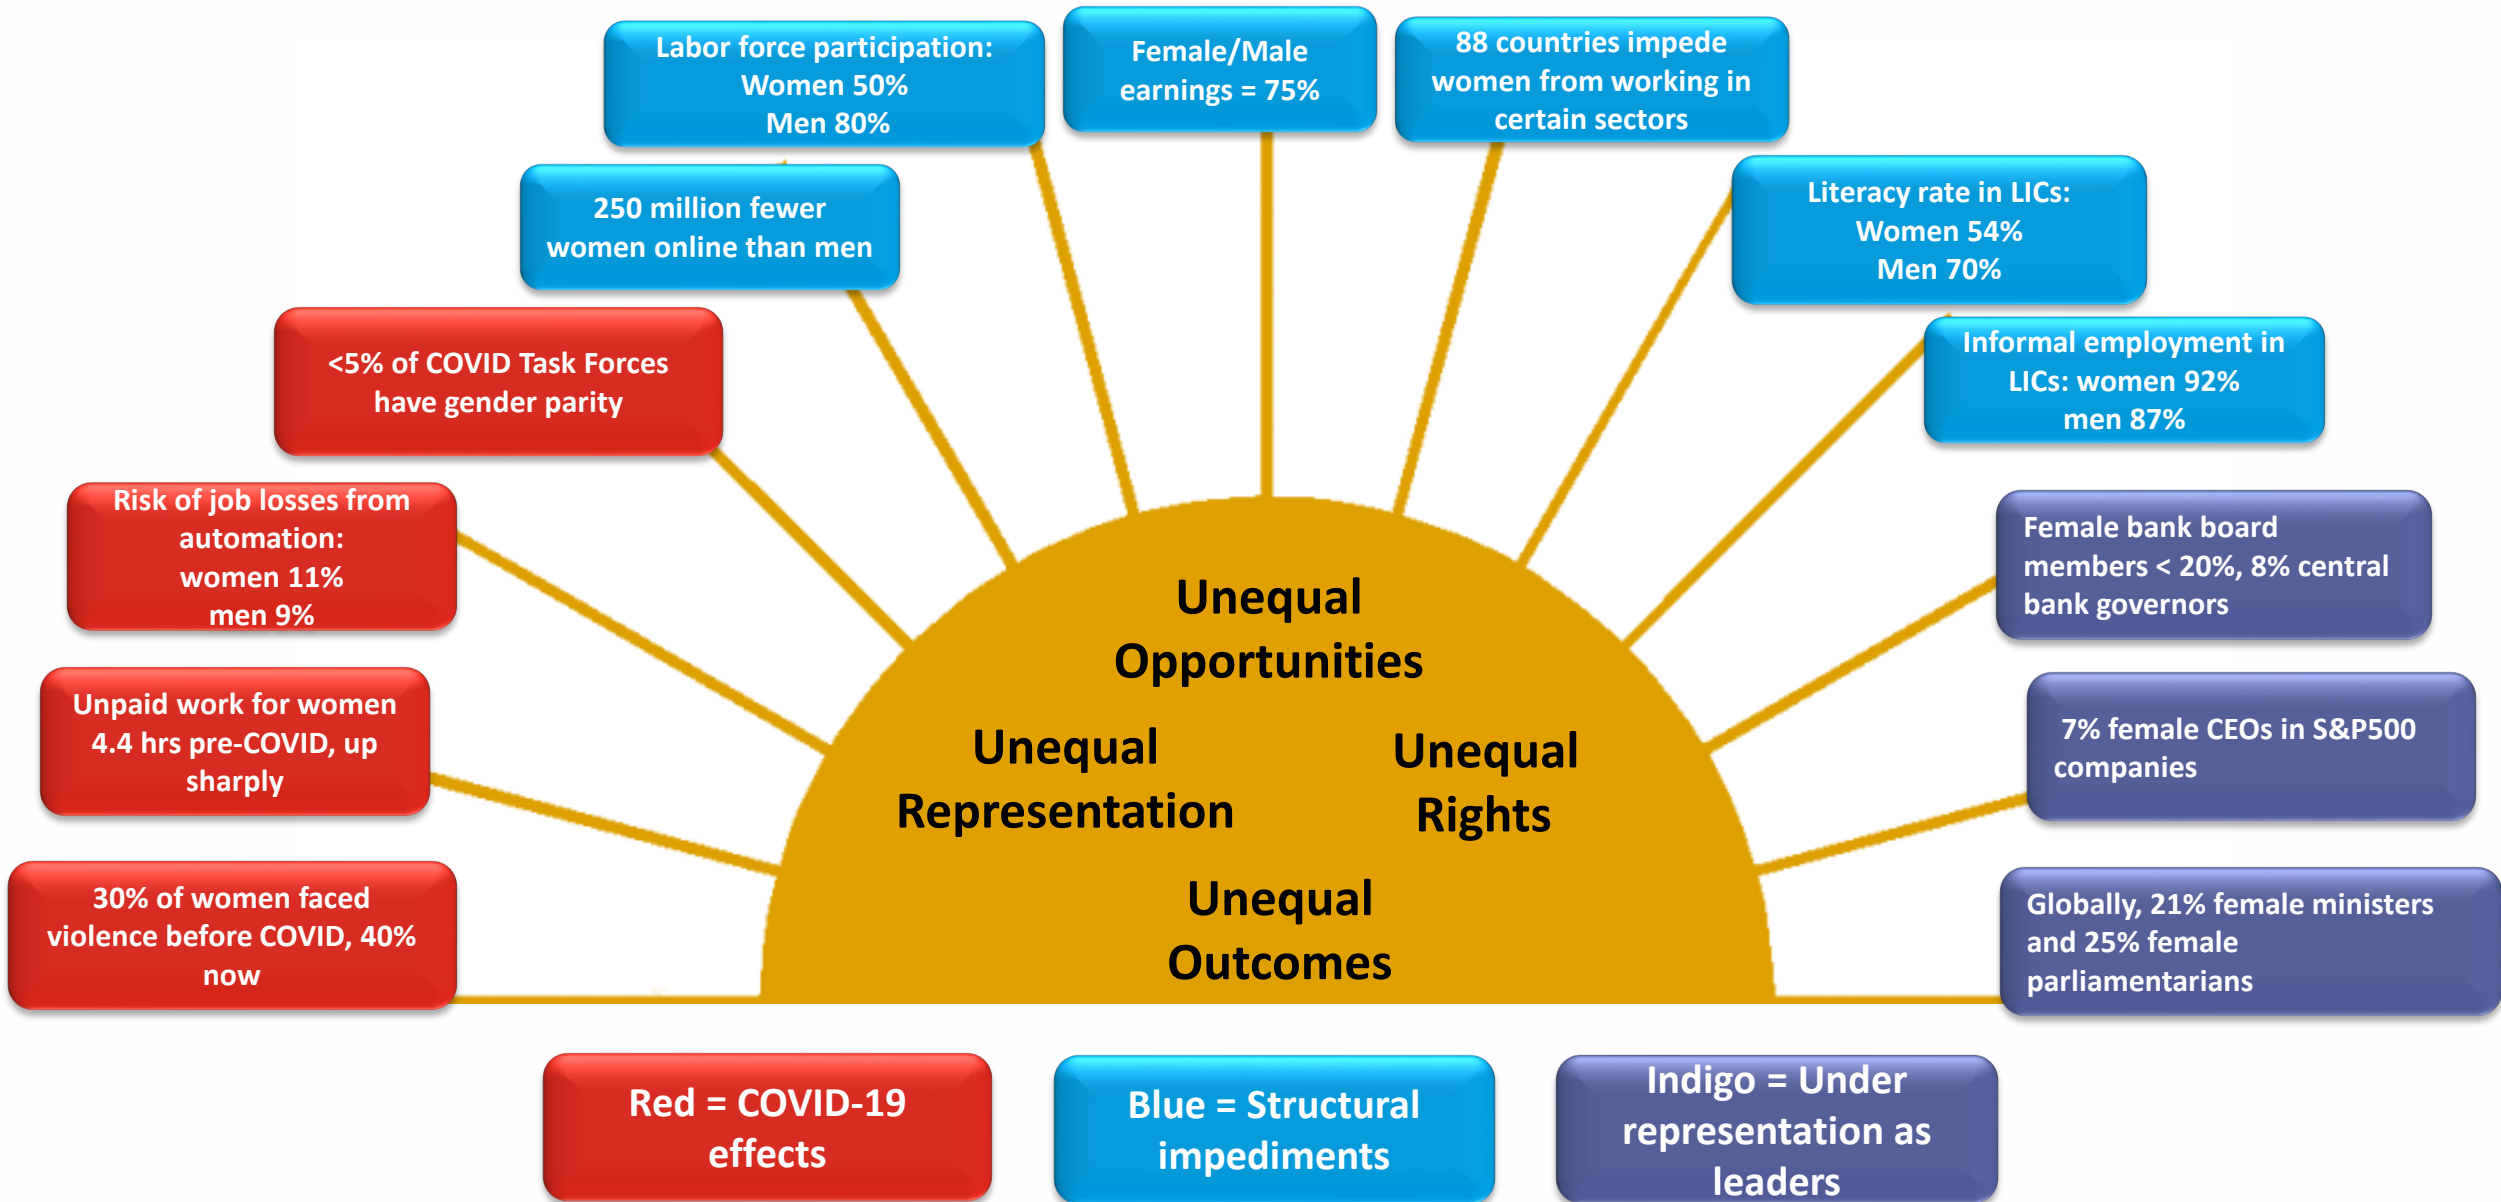 Labor force participation:
Women 50%
Men 80%
Female/Male
earnings = 75%
88 countries impede
women from working in
certain sectors
250 million fewer
women online than men
Literacy rate in LICs:
Women 54%
Men 70%
<5% of COVID Task Forces
have gender parity
Informal employment in
LICs: women 92%
men 87%
Risk of job losses from
automation:
women 11%
men 9%
Female bank board
members < 20%, 8% central
bank governors
Unequal
Opportunities
Unpaid work for women
4.4 hrs pre-COVID, up
sharply
Unequal
Representation
Unequal
Rights
7% female CEOs in S&P500
companies
30% of women faced
violence before COVID, 40%
now
Unequal
Outcomes
Globally, 21% female ministers
and 25% female
parliamentarians
Red = COVID-19
effects
Blue = Structural
impediments
Indigo = Under
representation as
leaders